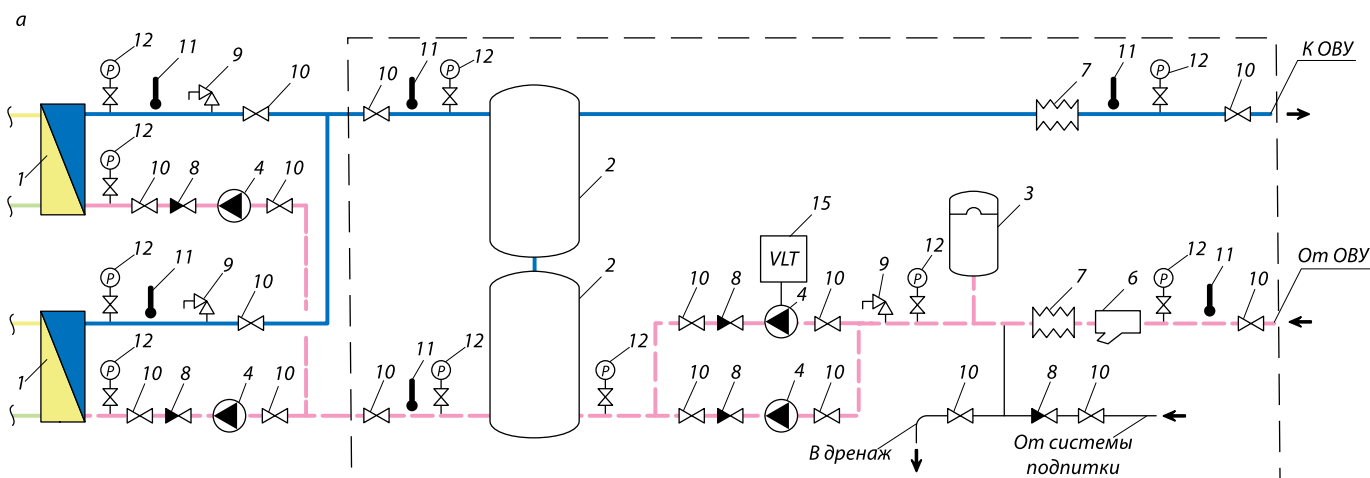 а
К ОВУ
12 11 9 10 10 11 12 7 11 12 10
P P P
12
P
1 10 8 4 10 2
15 3
12 12 12 От ОВУ
VLT
11 9 10 2 10 8 4 10 9 7 6 11 10
P P P
12 12 12
P P P
1 10 8 4 10 10 11 10 8 4 10 10 8 10
В дренаж
От системы
подпитки